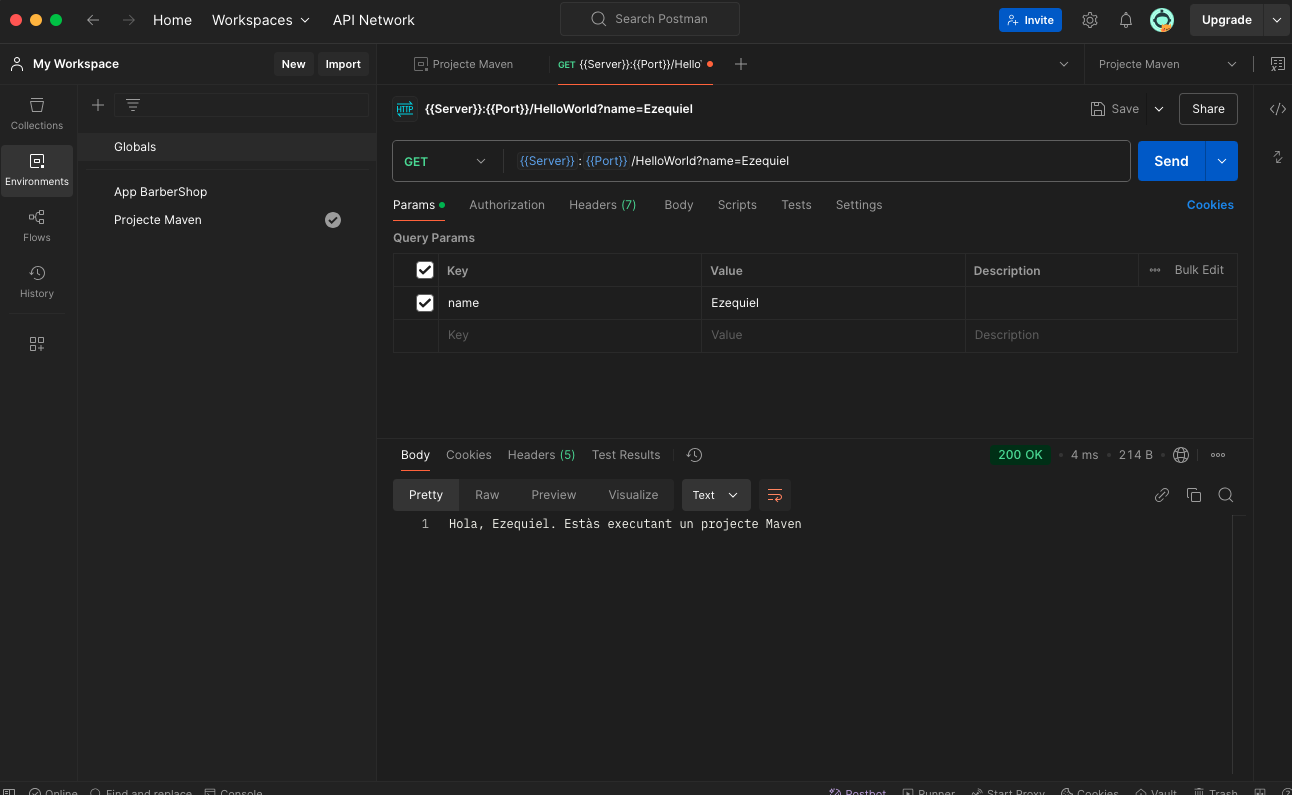 Home Workspaces API Network Search Postman Invite Upgrade
My Workspace New Import Projecte Maven GET {{Server}}:{{Port}}/Hello Projecte Maven
Collections
Environments
Flows
History
Globals
App BarberShop
Projecte Maven
HTTP {{Server}}:{{Port}}/HelloWorld?name=Ezequiel Save Share
GET {{Server}} : {{Port}} /HelloWorld?name=Ezequiel Send
Params Authorization Headers (7) Body Scripts Tests Settings Cookies
Query Params
Key Value Description Bulk Edit
name Ezequiel
Key Value Description
Body Cookies Headers (5) Test Results 200 OK 4 ms 214 B
Pretty Raw Preview Visualize Text
1 Hola, Ezequiel. Estàs executant un projecte Maven
Online Find and replace Console Postbot Runner Start Proxy Cookies Vault Trash